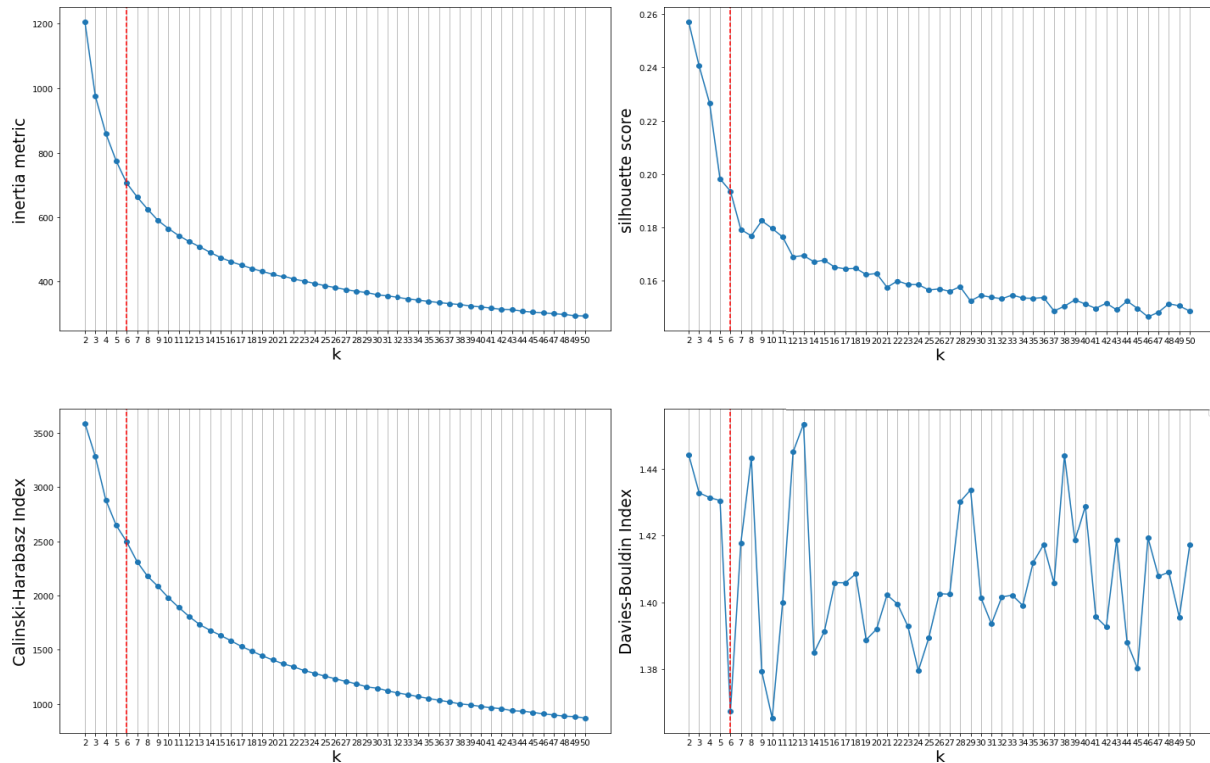 1200
1000
800
600
400
inertia metric
2 3 4 5 6 7 8 9 10 11 12 13 14 15 16 17 18 19 20 21 22 23 24 25 26 27 28 29 30 31 32 33 34 35 36 37 38 39 40 41 42 43 44 45 46 47 48 49 50
k
0.26
0.24
0.22
0.20
0.18
0.16
silhouette score
2 3 4 5 6 7 8 9 10 11 12 13 14 15 16 17 18 19 20 21 22 23 24 25 26 27 28 29 30 31 32 33 34 35 36 37 38 39 40 41 42 43 44 45 46 47 48 49 50
k
3500
3000
2500
2000
1500
1000
Calinski-Harabasz Index
2 3 4 5 6 7 8 9 10 11 12 13 14 15 16 17 18 19 20 21 22 23 24 25 26 27 28 29 30 31 32 33 34 35 36 37 38 39 40 41 42 43 44 45 46 47 48 49 50
k
1.44
1.42
1.40
1.38
Davies-Bouldin Index
2 3 4 5 6 7 8 9 10 11 12 13 14 15 16 17 18 19 20 21 22 23 24 25 26 27 28 29 30 31 32 33 34 35 36 37 38 39 40 41 42 43 44 45 46 47 48 49 50
k